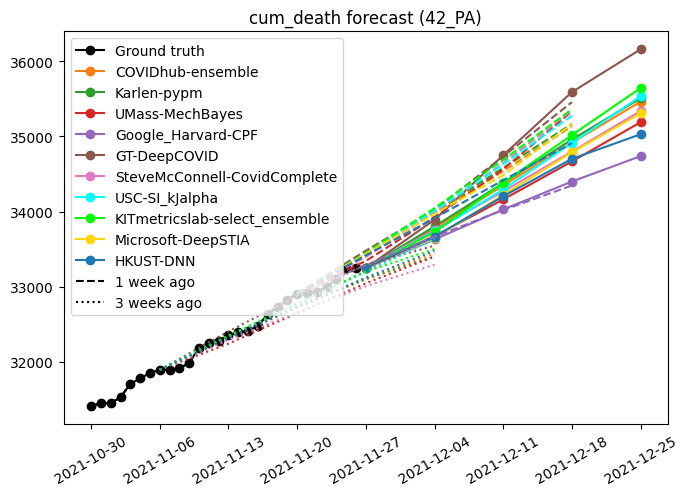 cum_death forecast (42_PA)
36000
35000
34000
33000
32000
Ground truth
COVIDhub-ensemble
Karlen-pypm
UMass-MechBayes
Google_Harvard-CPF
GT-DeepCOVID
SteveMcConnell-CovidComplete
USC-SI_kJalpha
KITmetricslab-select_ensemble
Microsoft-DeepSTIA
HKUST-DNN
1 week ago
3 weeks ago
2021-10-30
2021-11-06
2021-11-13
2021-11-20
2021-11-27
2021-12-04
2021-12-11
2021-12-18
2021-12-25